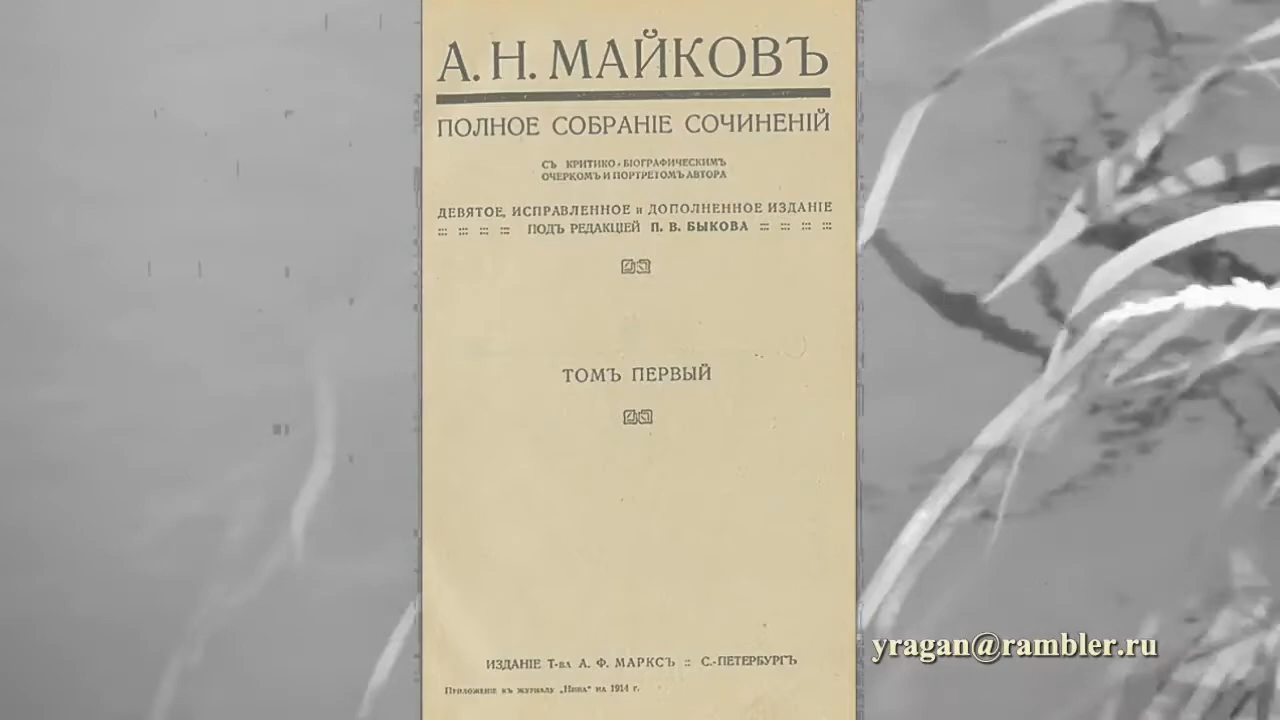 А. Н. МАЙКОВЪ
ПОЛНОЕ СОБРАНІЕ СОЧИНЕНІЙ
СЪ КРИТИКО-БІОГРАФИЧЕСКИМЪ
ОЧЕРКОМЪ И ПОРТРЕТОМЪ АВТОРА
ДЕВЯТОЕ, ИСПРАВЛЕННОЕ и ДОПОЛНЕННОЕ ИЗДАНІЕ
ПОДЪ РЕДАКЦІЕЙ П. В. БЫКОВА
ТОМЪ ПЕРВЫЙ
ИЗДАНІЕ Т-ва А. Ф. МАРКСЪ :: С.-ПЕТЕРБУРГЪ
Приложеніе къ журналу „Нива" на 1914 г.
yragan@rambler.ru